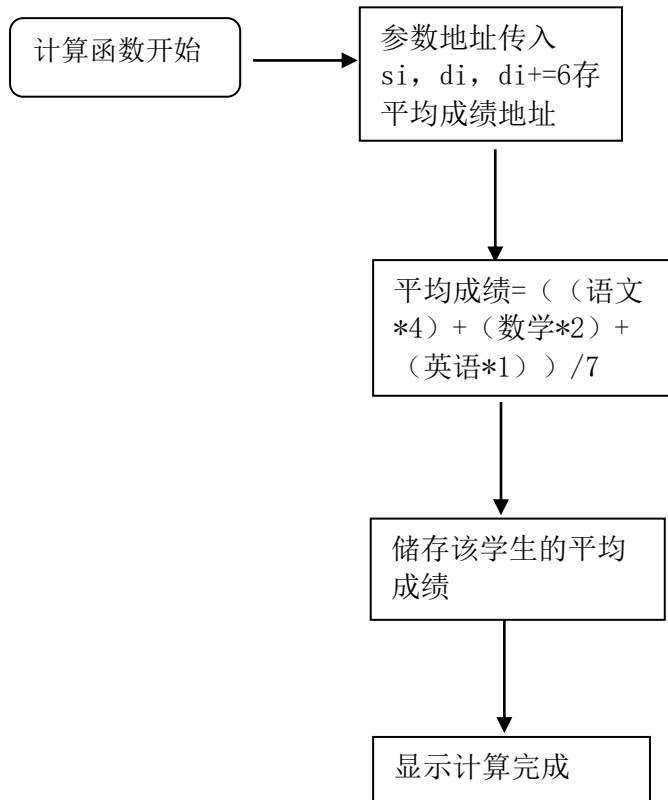 计算函数开始
参数地址传入
si，di，di+=6存
平均成绩地址
平均成绩=（（语文
*4）+（数学*2）+
（英语*1））/7
储存该学生的平均
成绩
显示计算完成